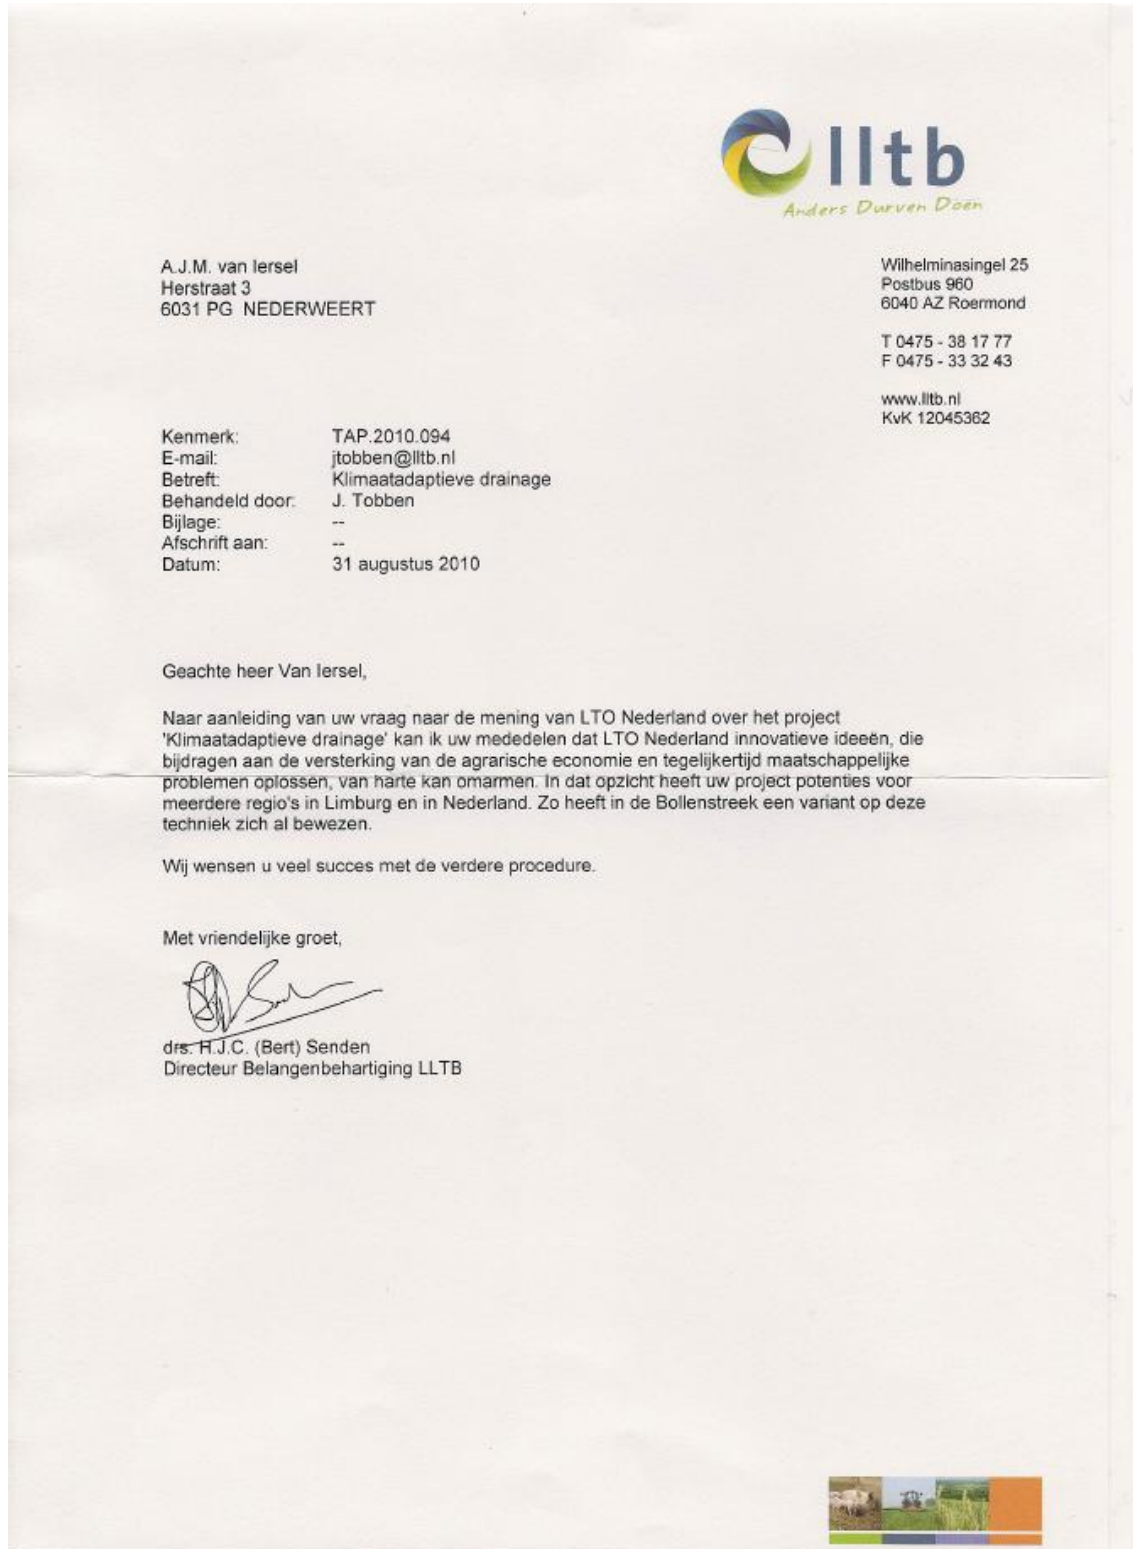 lltb
Anders Durven Doen
A.J.M. van Iersel
Herstraat 3
6031 PG NEDERWEERT
Wilhelminasingel 25
Postbus 960
6040 AZ Roermond
T 0475 - 38 17 77
F 0475 - 33 32 43
www.lltb.nl
KvK 12045362
Kenmerk: TAP.2010.094
E-mail: jtobben@lltb.nl
Betreft: Klimaatadaptieve drainage
Behandeld door: J. Tobben
Bijlage: --
Afschrift aan: --
Datum: 31 augustus 2010
Geachte heer Van Iersel,
Naar aanleiding van uw vraag naar de mening van LTO Nederland over het project
'Klimaatadaptieve drainage' kan ik uw mededelen dat LTO Nederland innovatieve ideeën, die
bijdragen aan de versterking van de agrarische economie en tegelijkertijd maatschappelijke
problemen oplossen, van harte kan omarmen. In dat opzicht heeft uw project potenties voor
meerdere regio's in Limburg en in Nederland. Zo heeft in de Bollenstreek een variant op deze
techniek zich al bewezen.
Wij wensen u veel succes met de verdere procedure.
Met vriendelijke groet,
drs. H.J.C. (Bert) Senden
Directeur Belangenbehartiging LLTB